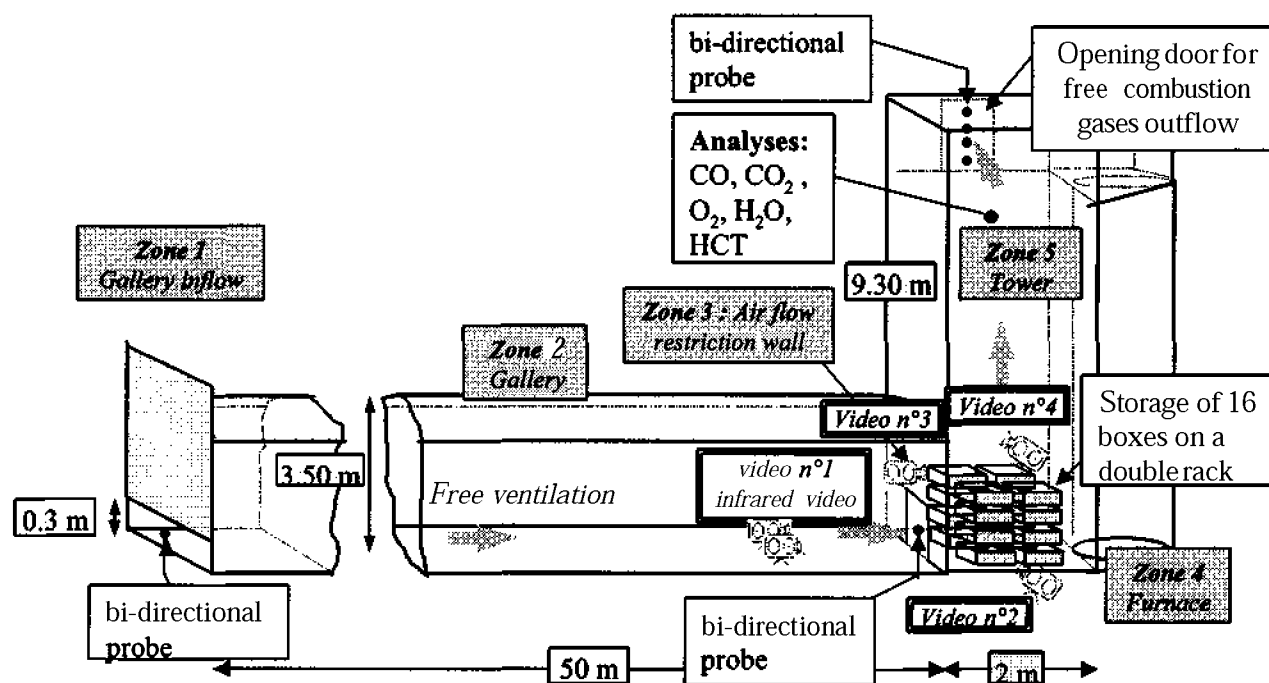 bi-directional
probe
Opening door for
free combustion
gases outflow
Analyses:
CO, CO₂ ,
O₂, H₂O,
HCT
Zone 1
Gallery inflow
Zone 5
Tower
9.30 m
Zone 3 : Air flow
restriction wall
Zone 2
Gallery
Video n°3
Video n°4
Storage of 16
boxes on a
double rack
3.50 m
Free ventilation
video n°1
infrared video
0.3 m
Zone 4
Furnace
bi-directional
probe
bi-directional
probe
Video n°2
50 m
2 m